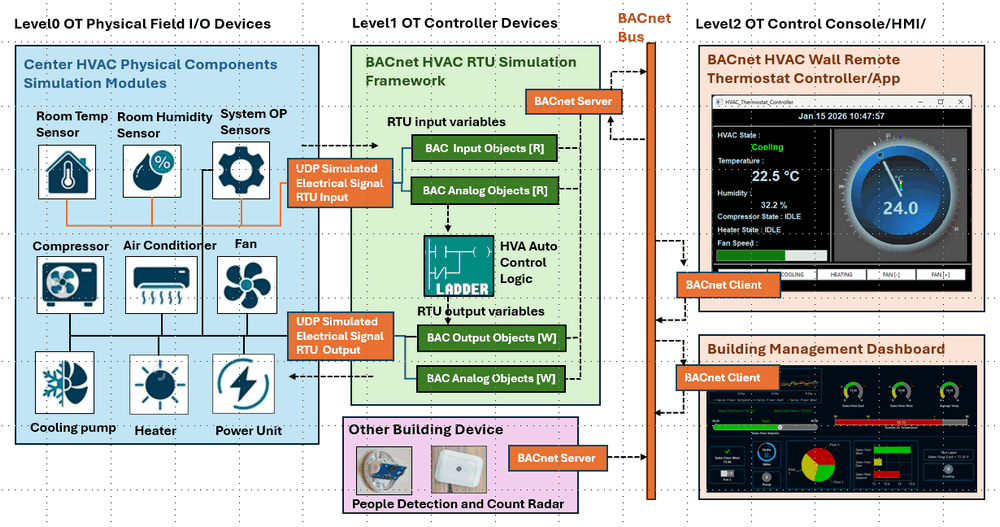 Level0 OT Physical Field I/O Devices
Level1 OT Controller Devices
BACnet
Bus
Level2 OT Control Console/HMI/
Center HVAC Physical Components
Simulation Modules
Room Temp
Sensor
Room Humidity
Sensor
System OP
Sensors
%
Compressor
Air Conditioner
Fan
Cooling pump
Heater
Power Unit
UDP Simulated
Electrical Signal
RTU Input
UDP Simulated
Electrical Signal
RTU Output
BACnet HVAC RTU Simulation
Framework
BACnet Server
RTU input variables
BAC Input Objects [R]
BAC Analog Objects [R]
LADDER
HVA Auto
Control
Logic
RTU output variables
BAC Output Objects [W]
BAC Analog Objects [W]
Other Building Device
BACnet Server
People Detection and Count Radar
BACnet HVAC Wall Remote
Thermostat Controller/App
HVAC_Thermostat_Controller
Jan 15 2026 10:47:57
HVAC State :
Cooling
Temperature :
22.5 °C
Humidity :
32.2 %
Compressor State : IDLE
Heater State : IDLE
Fan Speed :
24.0
COOLING
HEATING
FAN [-]
FAN [+]
BACnet Client
Building Management Dashboard
BACnet Client